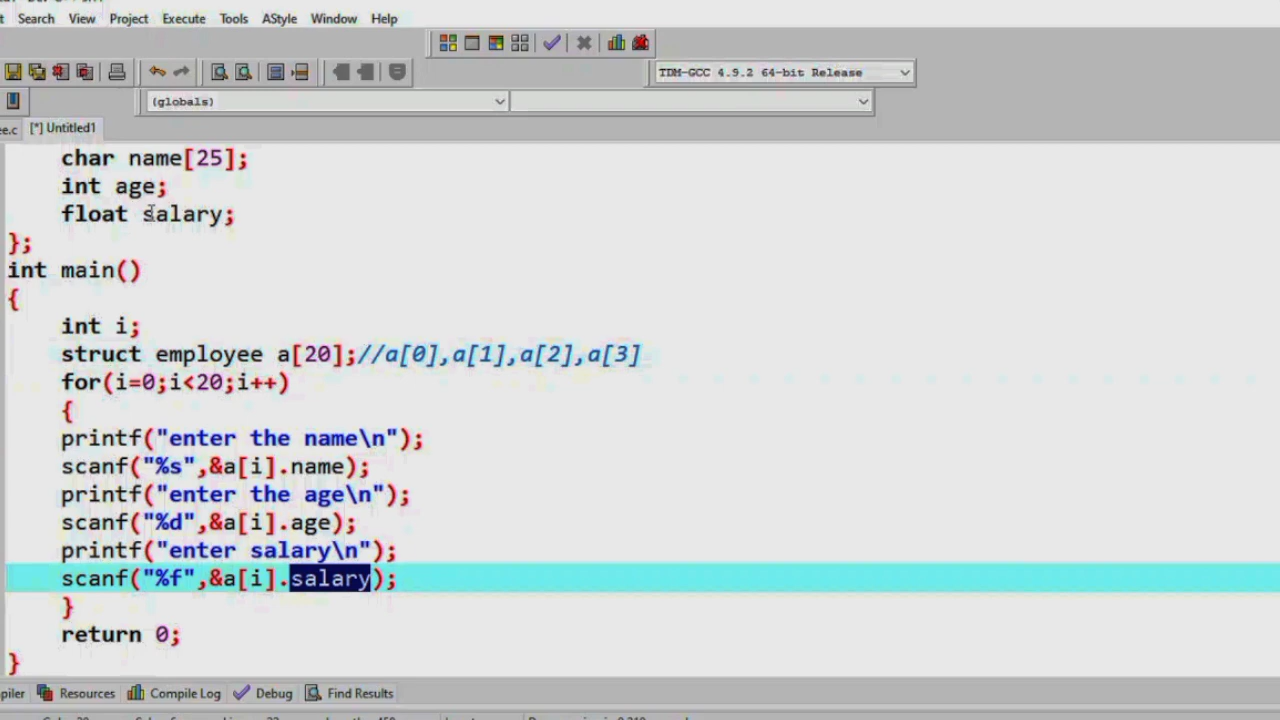 Search View Project Execute Tools AStyle Window Help
TDM-GCC 4.9.2 64-bit Release
(globals)
[*] Untitled1
char name[25];
int age;
float salary;
};
int main()
{
int i;
struct employee a[20];//a[0],a[1],a[2],a[3]
for(i=0;i<20;i++)
{
printf("enter the name\n");
scanf("%s",&a[i].name);
printf("enter the age\n");
scanf("%d",&a[i].age);
printf("enter salary\n");
scanf("%f",&a[i].salary);
}
return 0;
}
Resources Compile Log Debug Find Results